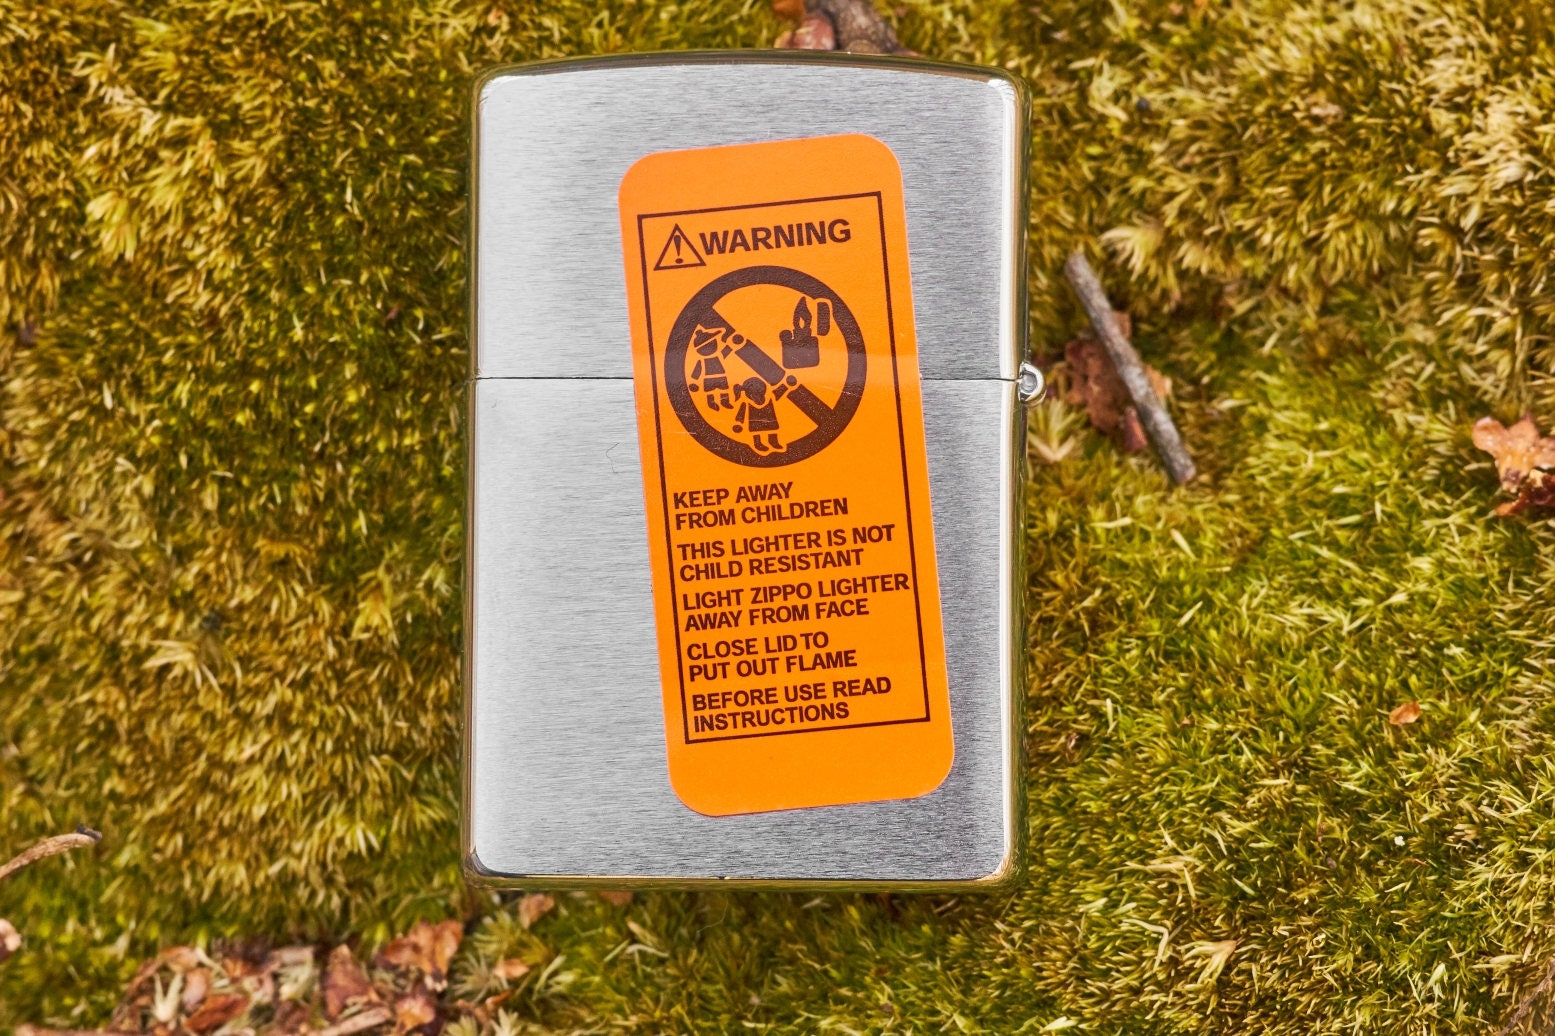 WARNING
KEEP AWAY
FROM CHILDREN
THIS LIGHTER IS NOT
CHILD RESISTANT
LIGHT ZIPPO LIGHTER
AWAY FROM FACE
CLOSE LID TO
PUT OUT FLAME
BEFORE USE READ
INSTRUCTIONS